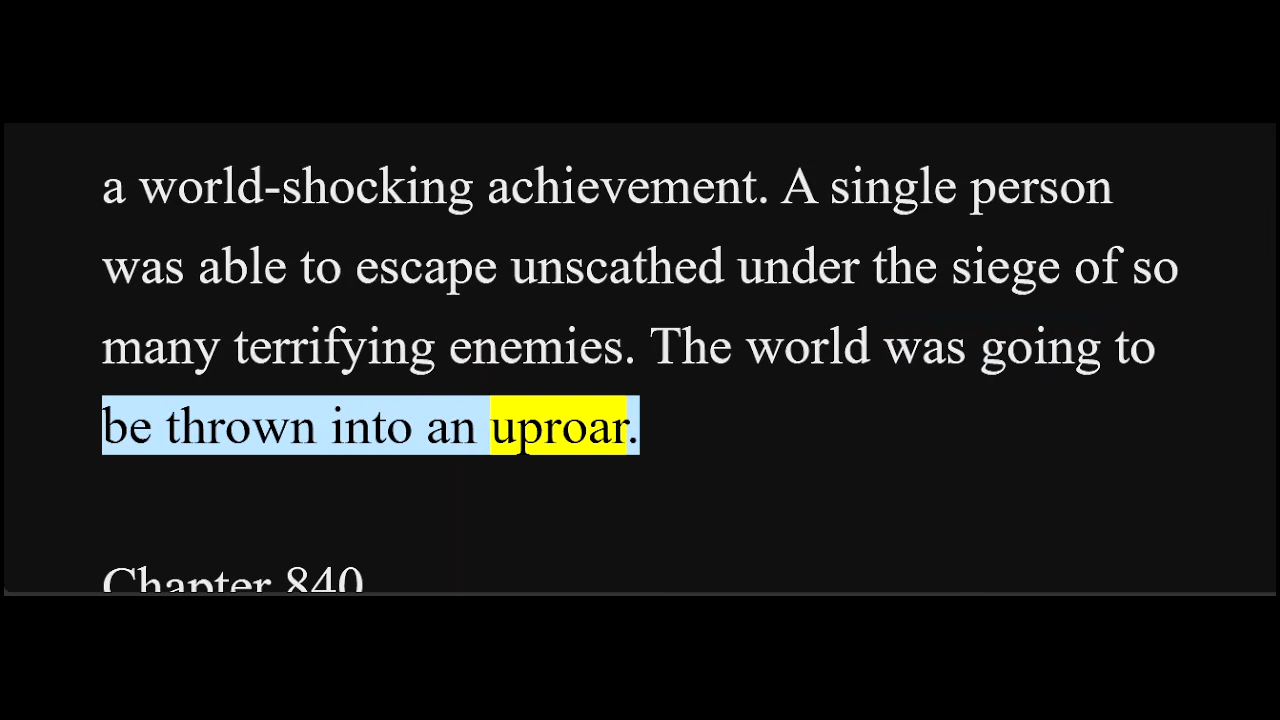 a world-shocking achievement. A single person
was able to escape unscathed under the siege of so
many terrifying enemies. The world was going to
be thrown into an uproar.
Chapter 840